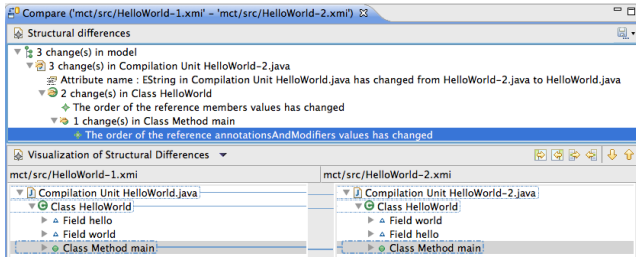 Compare ('mct/src/HelloWorld-1.xmi' - 'mct/src/HelloWorld-2.xmi')
Structural differences
3 change(s) in model
3 change(s) in Compilation Unit HelloWorld-2.java
Attribute name : EString in Compilation Unit HelloWorld.java has changed from HelloWorld-2.java to HelloWorld.java
2 change(s) in Class HelloWorld
The order of the reference members values has changed
1 change(s) in Class Method main
The order of the reference annotationsAndModifiers values has changed
Visualization of Structural Differences
mct/src/HelloWorld-1.xmi mct/src/HelloWorld-2.xmi
Compilation Unit HelloWorld.java Compilation Unit HelloWorld-2.java
Class HelloWorld Class HelloWorld
Field hello Field world
Field world Field hello
Class Method main Class Method main